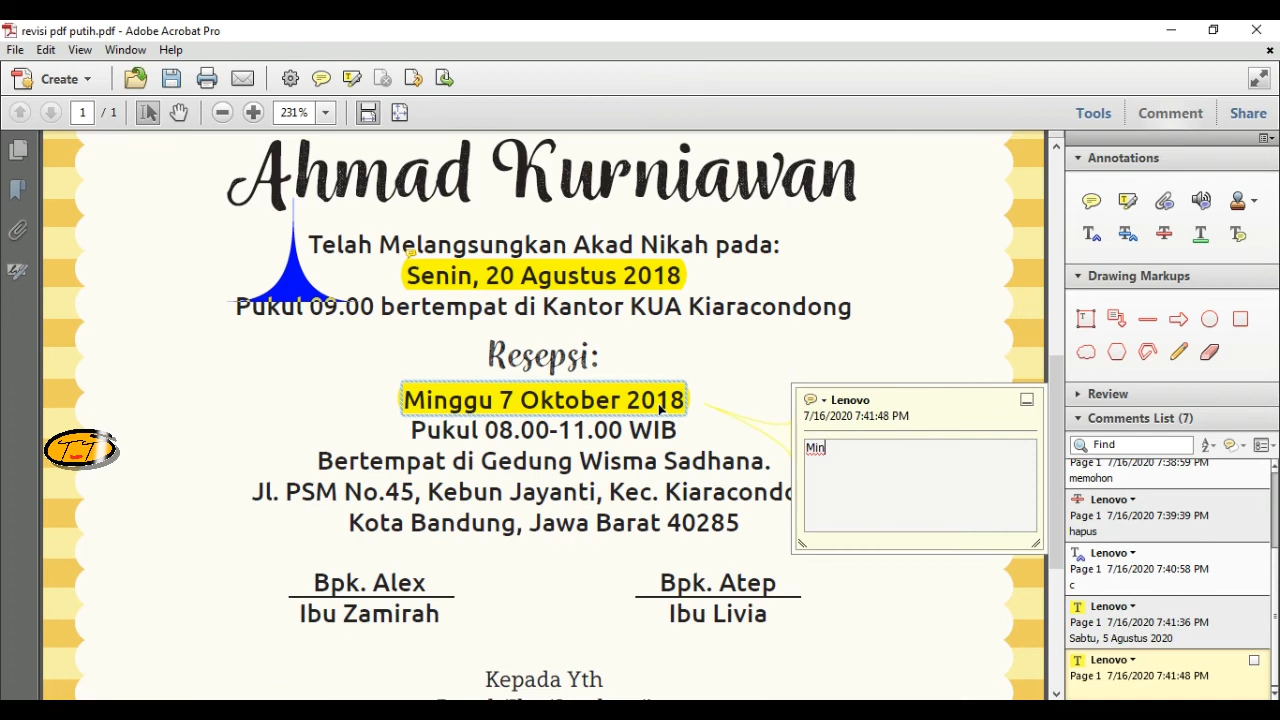 revisi pdf putih.pdf - Adobe Acrobat Pro
File Edit View Window Help
Create
1 / 1
231%
Tools Comment Share
Ahmad Kurniawan
Telah Melangsungkan Akad Nikah pada:
Senin, 20 Agustus 2018
Pukul 09.00 bertempat di Kantor KUA Kiaracondong
Resepsi:
Minggu 7 Oktober 2018
Pukul 08.00-11.00 WIB
Bertempat di Gedung Wisma Sadhana.
Jl. PSM No.45, Kebun Jayanti, Kec. Kiaracondo
Kota Bandung, Jawa Barat 40285
Bpk. Alex
Ibu Zamirah
Bpk. Atep
Ibu Livia
Kepada Yth
Lenovo
7/16/2020 7:41:48 PM
Min
Annotations
Drawing Markups
Review
Comments List (7)
Find
Page 1 7/16/2020 7:38:59 PM
memohon
Lenovo
Page 1 7/16/2020 7:39:39 PM
hapus
Lenovo
Page 1 7/16/2020 7:40:58 PM
c
Lenovo
Page 1 7/16/2020 7:41:36 PM
Sabtu, 5 Agustus 2020
Lenovo
Page 1 7/16/2020 7:41:48 PM